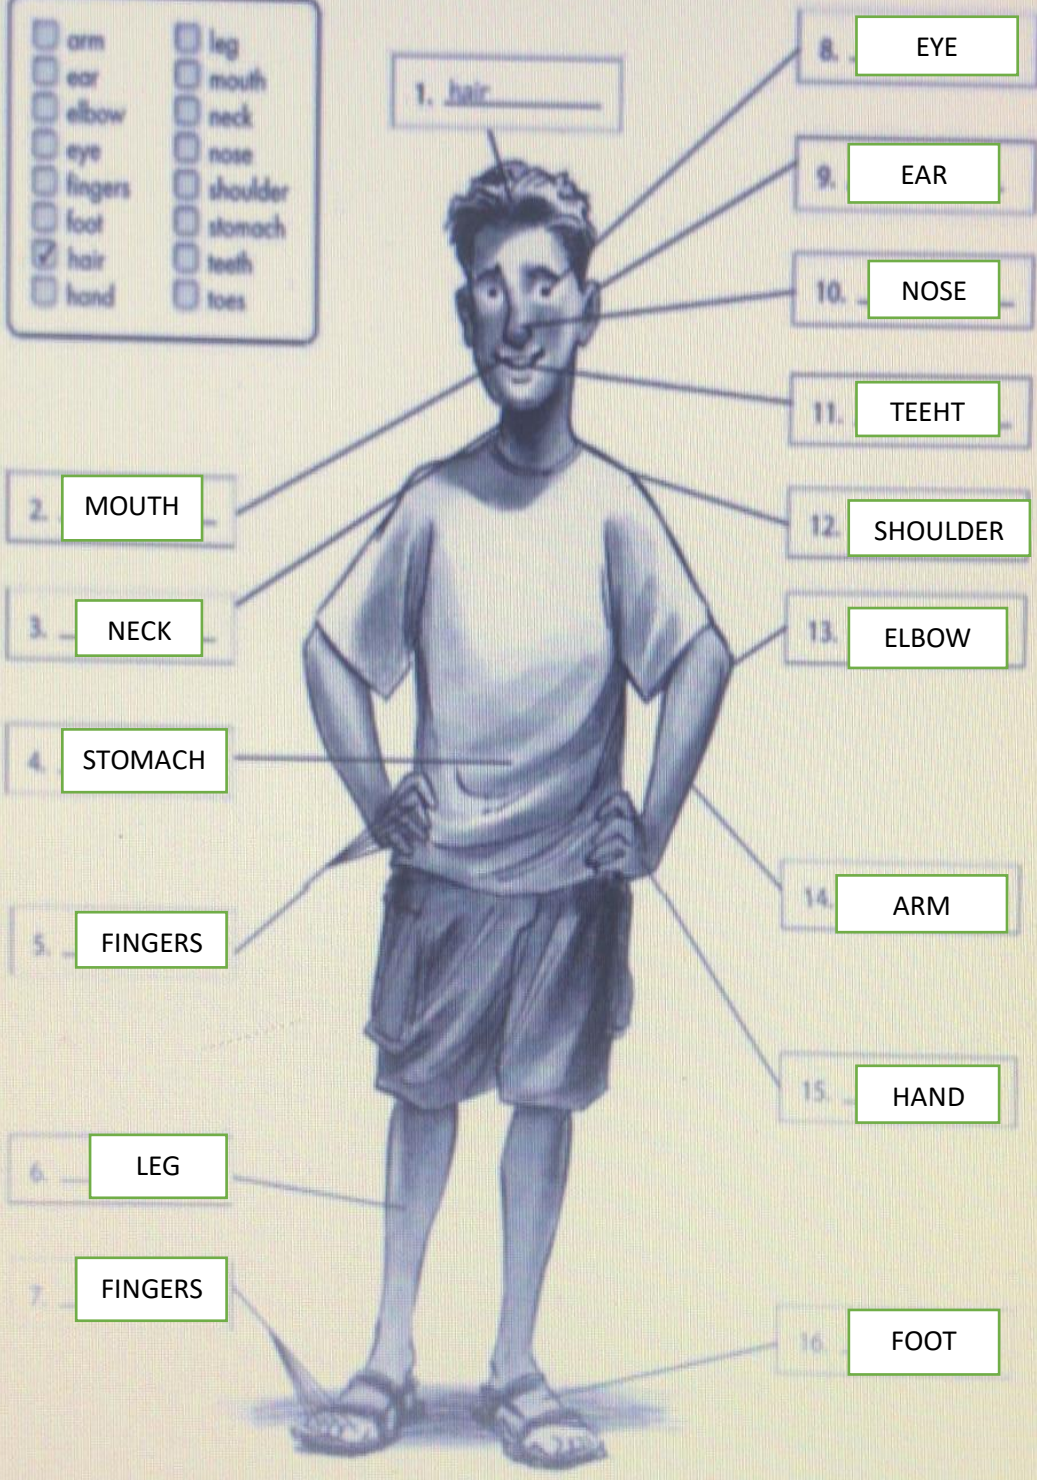 arm
ear
elbow
eye
fingers
foot
hair
hand
leg
mouth
neck
nose
shoulder
stomach
teeth
toes
1. hair
2. MOUTH
3. NECK
4. STOMACH
5. FINGERS
6. LEG
7. FINGERS
8. EYE
9. EAR
10. NOSE
11. TEEHT
12. SHOULDER
13. ELBOW
14. ARM
15. HAND
16. FOOT